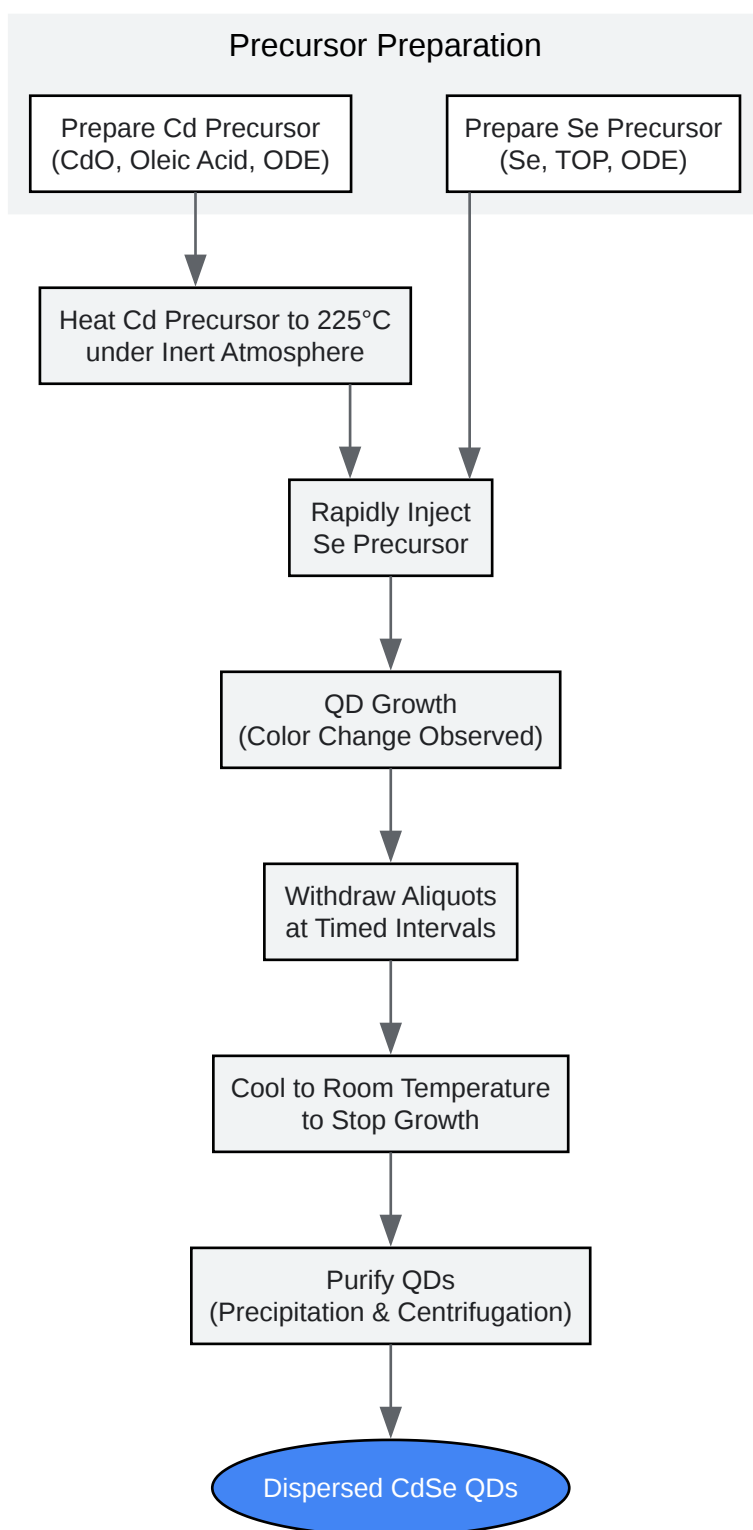 Precursor Preparation
Prepare Cd Precursor
(CdO, Oleic Acid, ODE)
Prepare Se Precursor
(Se, TOP, ODE)
Heat Cd Precursor to 225°C
under Inert Atmosphere
Rapidly Inject
Se Precursor
QD Growth
(Color Change Observed)
Withdraw Aliquots
at Timed Intervals
Cool to Room Temperature
to Stop Growth
Purify QDs
(Precipitation & Centrifugation)
Dispersed CdSe QDs